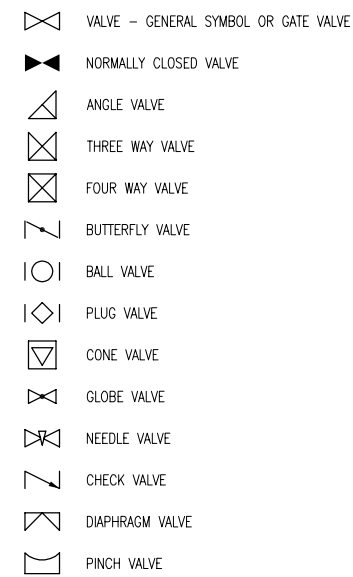 VALVE – GENERAL SYMBOL OR GATE VALVE
NORMALLY CLOSED VALVE
ANGLE VALVE
THREE WAY VALVE
FOUR WAY VALVE
BUTTERFLY VALVE
BALL VALVE
PLUG VALVE
CONE VALVE
GLOBE VALVE
NEEDLE VALVE
CHECK VALVE
DIAPHRAGM VALVE
PINCH VALVE